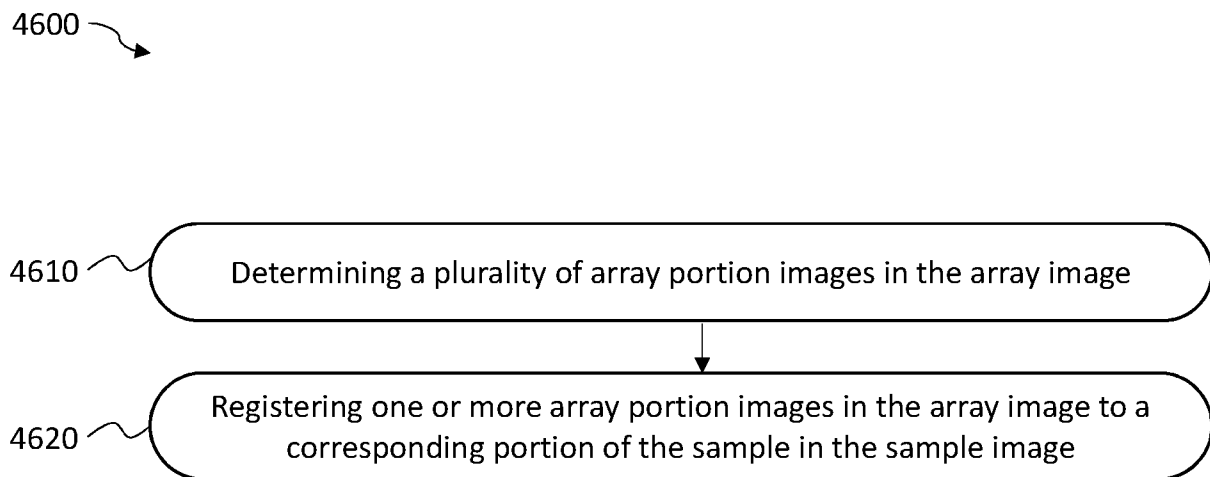 4600
4610
Determining a plurality of array portion images in the array image
4620
Registering one or more array portion images in the array image to a
corresponding portion of the sample in the sample image